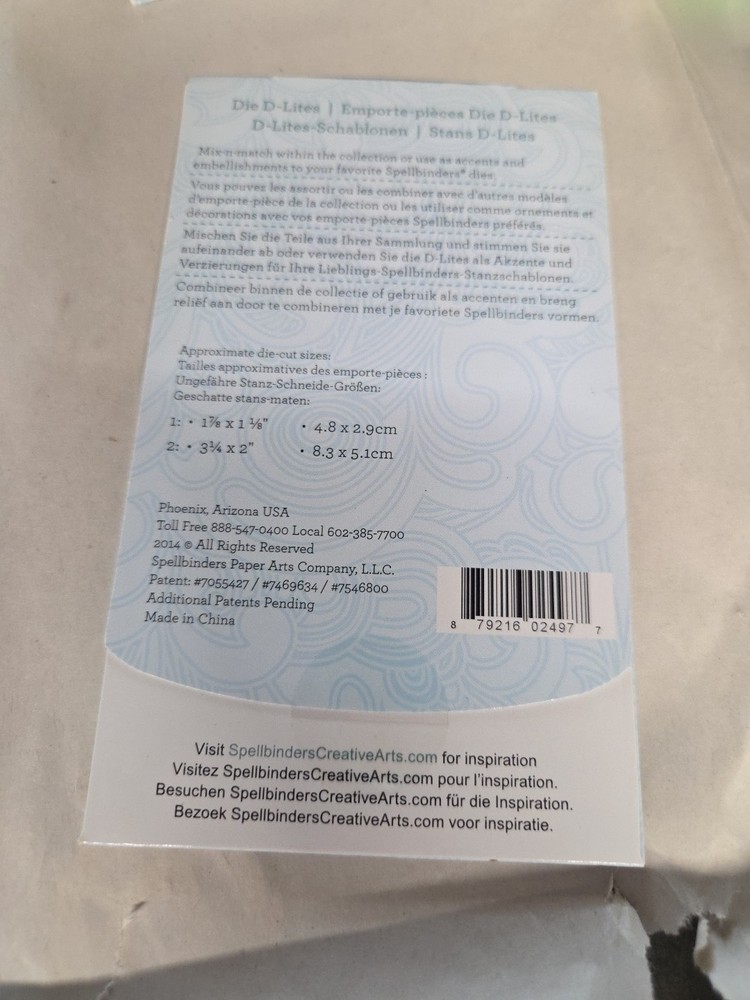 Die D-Lites | Emporte-pièces Die D-Lites
D-Lites-Schablonen | Stans D-Lites
Mix-n-match within the collection or use as accents and
embellishments to your favorite Spellbinders® dies.
Vous pouvez les assortir ou les combiner avec d'autres modèles
d'emporte-pièce de la collection ou les utiliser comme ornements et
décorations avec vos emporte-pièces Spellbinders préférés.
Mischen Sie die Teile aus Ihrer Sammlung und stimmen Sie sie
aufeinander ab oder verwenden Sie die D-Lites als Akzente und
Verzierungen für Ihre Lieblings-Spellbinders-Stanzschablonen.
Combineer binnen de collectie of gebruik als accenten en breng
reliëf aan door te combineren met je favoriete Spellbinders vormen.
Approximate die-cut sizes:
Tailles approximatives des emporte-pièces :
Ungefähre Stanz-Schneide-Größen:
Geschatte stans-maten:
1: • 1⅞ x 1 ⅛" • 4.8 x 2.9cm
2: • 3¼ x 2" • 8.3 x 5.1cm
Phoenix, Arizona USA
Toll Free 888-547-0400 Local 602-385-7700
2014 © All Rights Reserved
Spellbinders Paper Arts Company, L.L.C.
Patent: #7055427 / #7469634 / #7546800
Additional Patents Pending
Made in China
8 79216 02497 7
Visit SpellbindersCreativeArts.com for inspiration
Visitez SpellbindersCreativeArts.com pour l'inspiration.
Besuchen SpellbindersCreativeArts.com für die Inspiration.
Bezoek SpellbindersCreativeArts.com voor inspiratie.